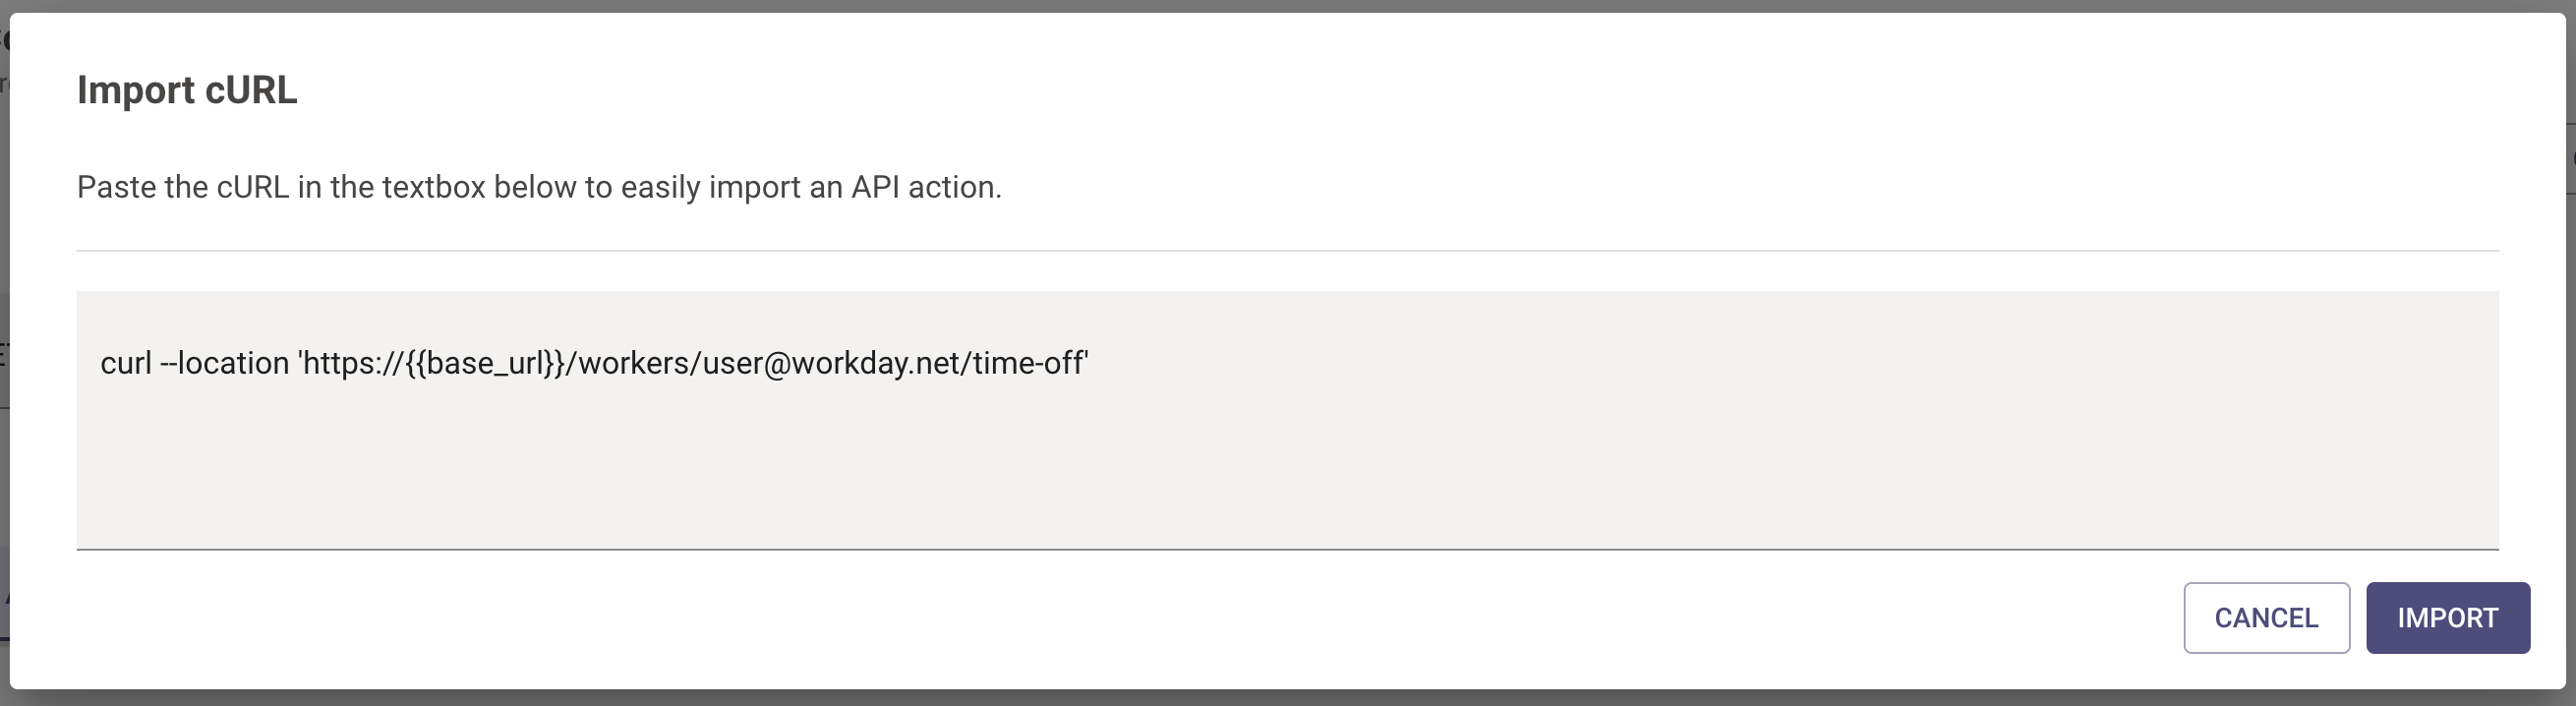 Import cURL
Paste the cURL in the textbox below to easily import an API action.
curl --location 'https://{{base_url}}/workers/user@workday.net/time-off'
CANCEL
IMPORT